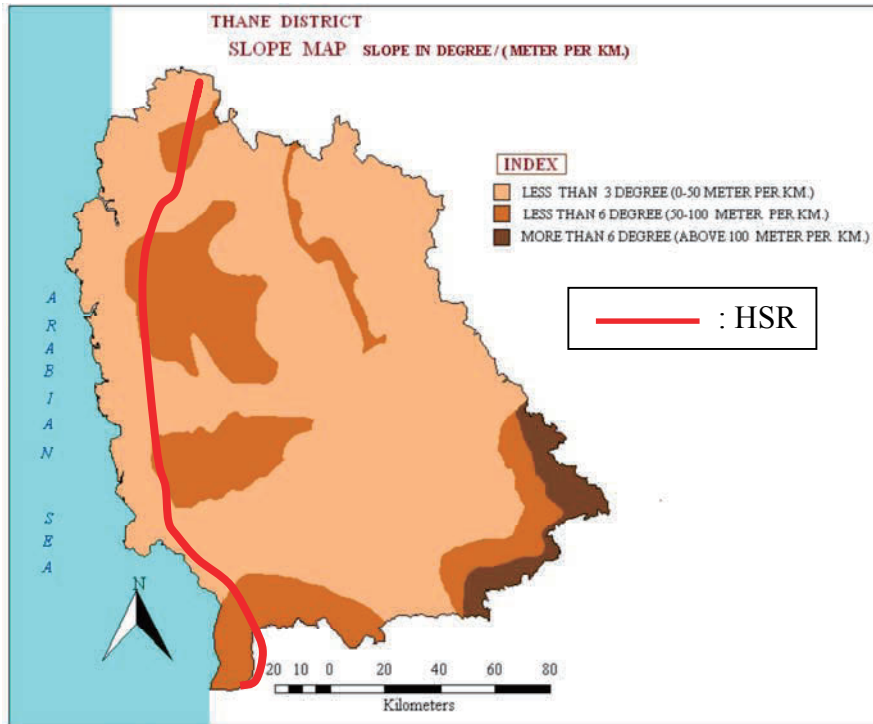 THANE DISTRICT
SLOPE MAP SLOPE IN DEGREE / ( METER PER KM.)
INDEX
LESS THAN 3 DEGREE (0-50 METER PER KM.)
LESS THAN 6 DEGREE (50-100 METER PER KM.)
MORE THAN 6 DEGREE (ABOVE 100 METER PER KM.)
: HSR
ARABIAN SEA
N
20 10 0 20 40 60 80
Kilometers